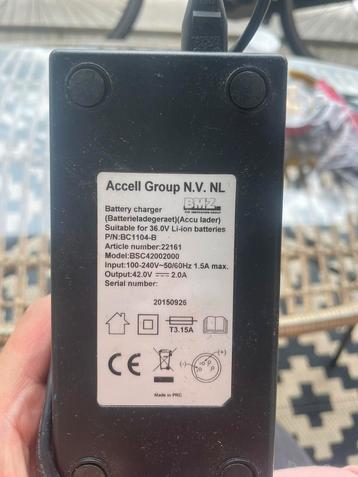 Accell Group N.V. NL
BMZ
Battery charger
(Batterieladegeraet)(Accu lader)
Suitable for 36.0V Li-ion batteries
P/N:BC1104-B
Article number:22161
Model:BSC42002000
Input:100-240V~50/60Hz 1.5A max.
Output:42.0V ⎓ 2.0A
Serial number:
20150926
T3.15A
CE
(-) (+)
Made in PRC